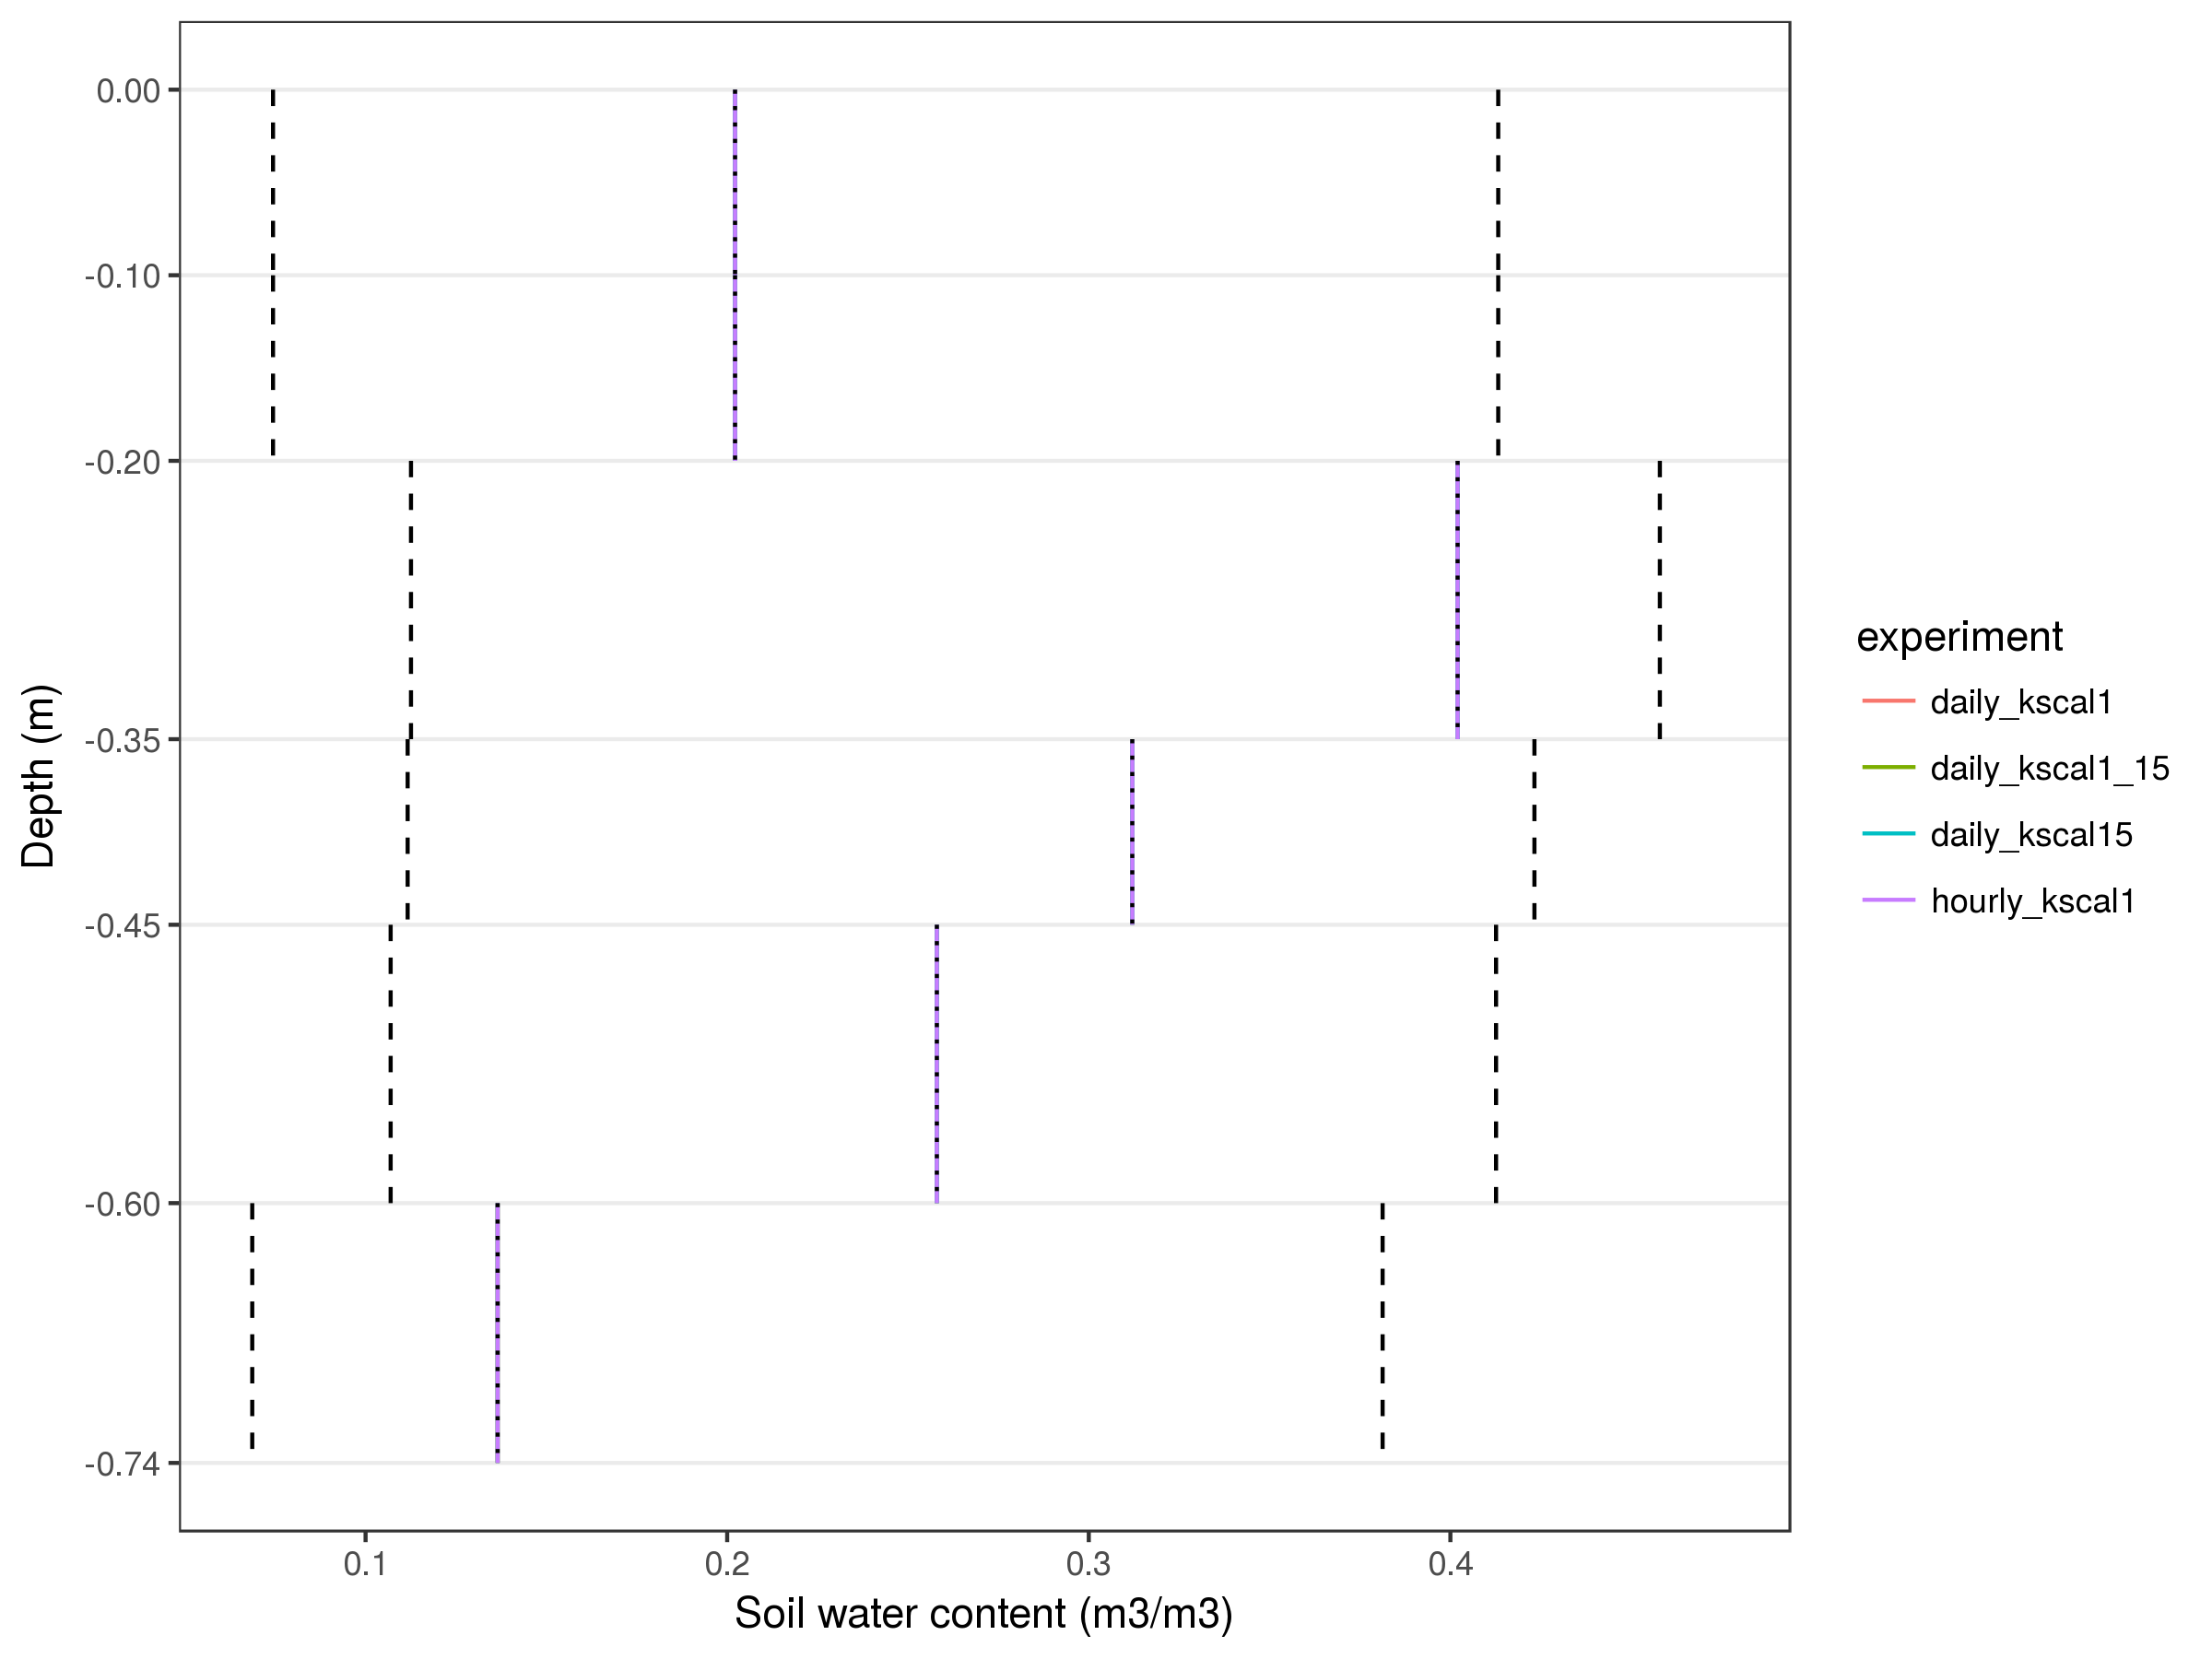 0.00
-0.10
-0.20
-0.35
-0.45
-0.60
-0.74
Depth (m)
0.1 0.2 0.3 0.4
Soil water content (m3/m3)
experiment
daily_kscal1
daily_kscal1_15
daily_kscal15
hourly_kscal1